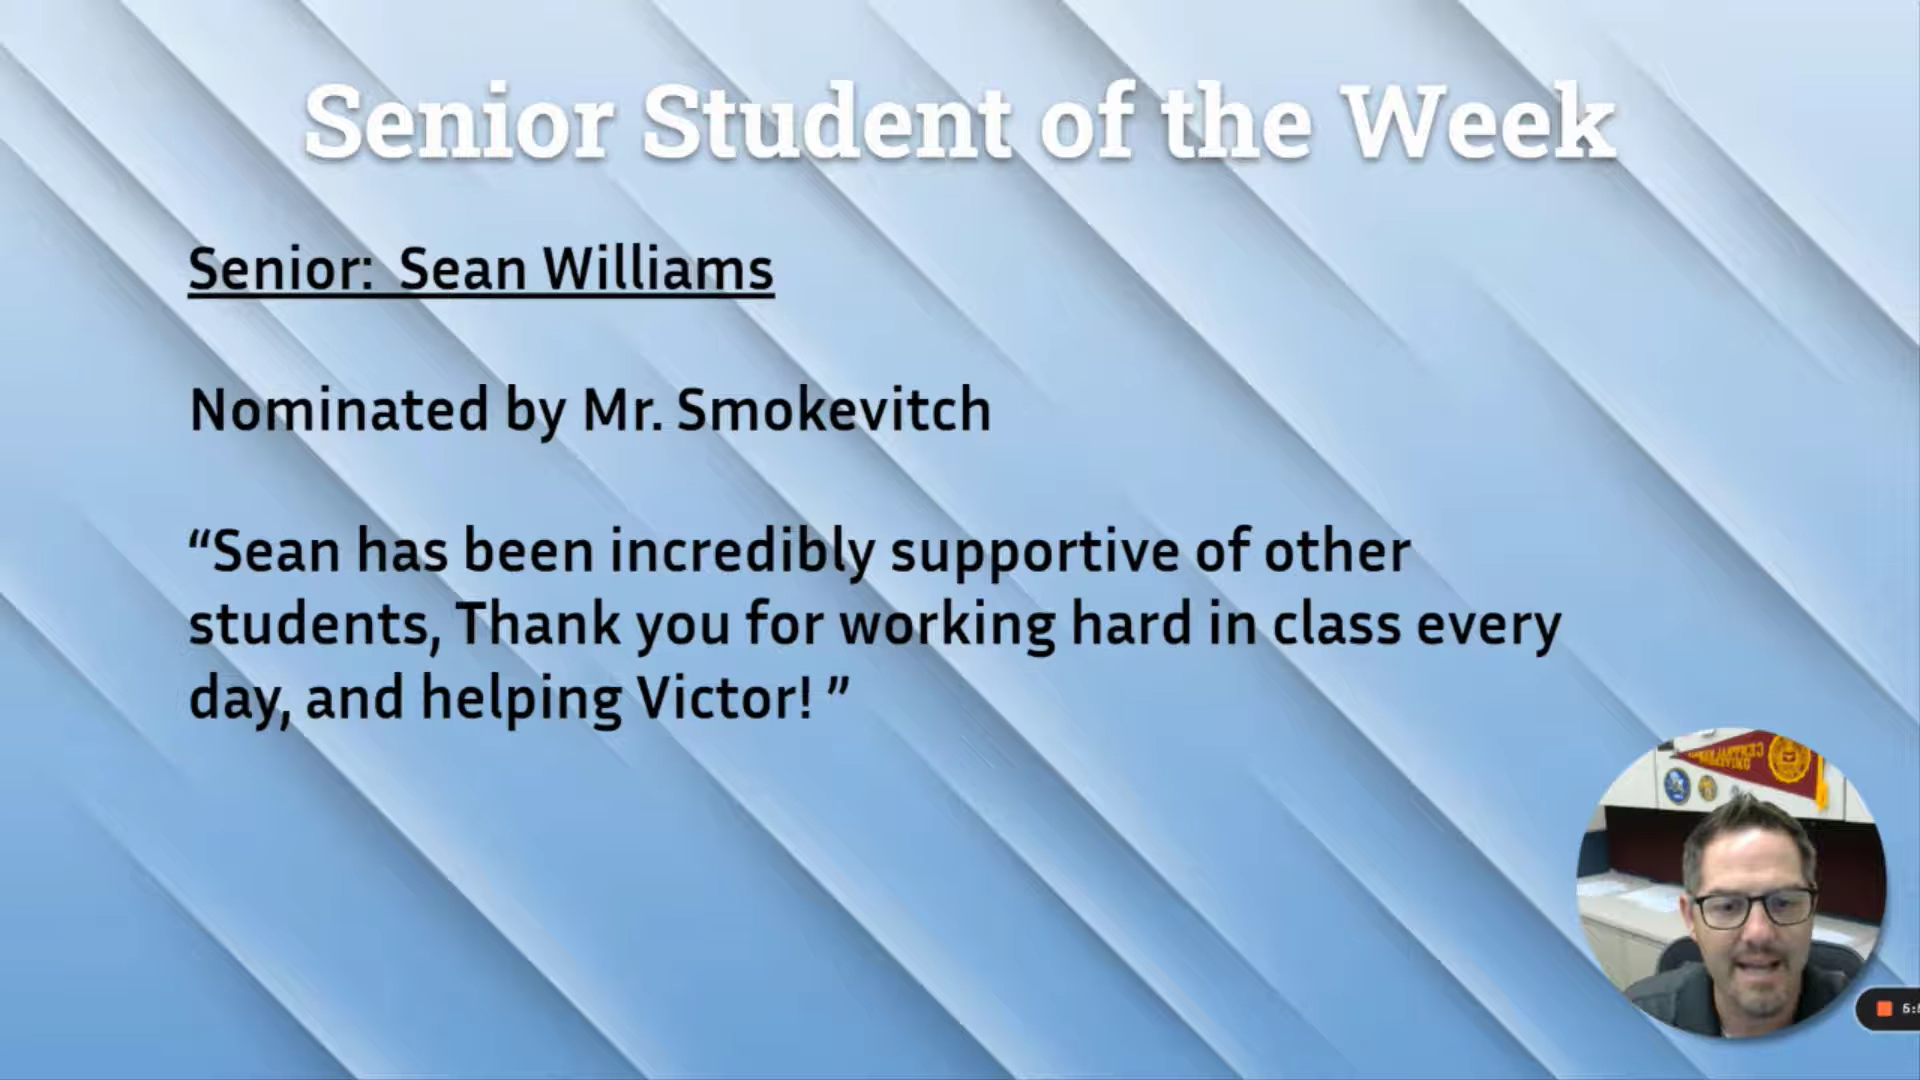 Senior Student of the Week
Senior: Sean Williams
Nominated by Mr. Smokevitch
“Sean has been incredibly supportive of other
students, Thank you for working hard in class every
day, and helping Victor! ”
CENTRAL